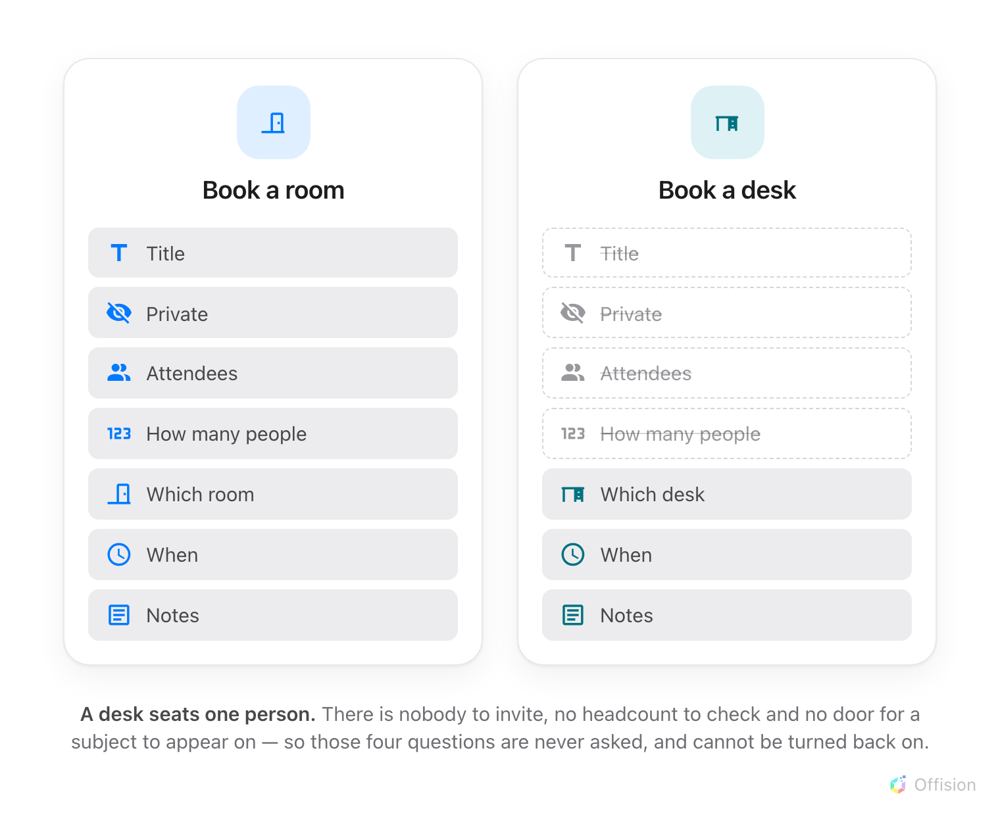 Book a room
Title
Private
Attendees
123 How many people
Which room
When
Notes
Book a desk
Title
Private
Attendees
123 How many people
Which desk
When
Notes
A desk seats one person. There is nobody to invite, no headcount to check and no door for a
subject to appear on — so those four questions are never asked, and cannot be turned back on.
Offision